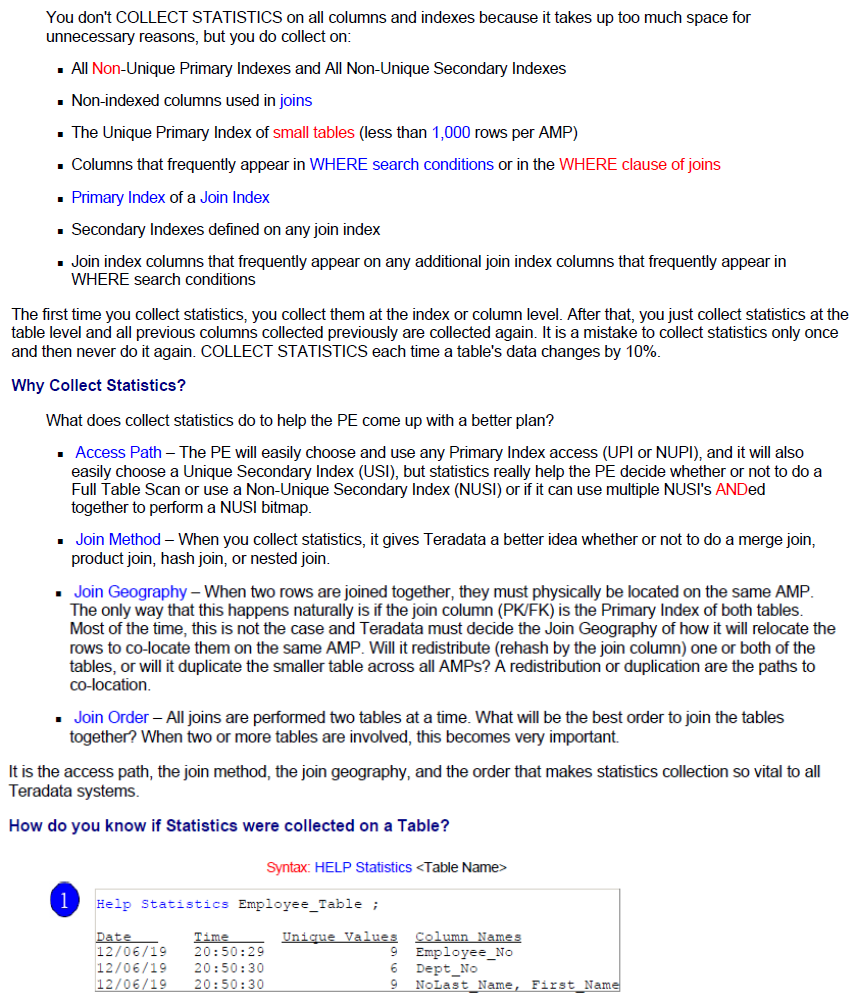 You don't COLLECT STATISTICS on all columns and indexes because it takes up too much space for
unnecessary reasons, but you do collect on:
▪ All Non-Unique Primary Indexes and All Non-Unique Secondary Indexes
▪ Non-indexed columns used in joins
▪ The Unique Primary Index of small tables (less than 1,000 rows per AMP)
▪ Columns that frequently appear in WHERE search conditions or in the WHERE clause of joins
▪ Primary Index of a Join Index
▪ Secondary Indexes defined on any join index
▪ Join index columns that frequently appear on any additional join index columns that frequently appear in
WHERE search conditions
The first time you collect statistics, you collect them at the index or column level. After that, you just collect statistics at the
table level and all previous columns collected previously are collected again. It is a mistake to collect statistics only once
and then never do it again. COLLECT STATISTICS each time a table's data changes by 10%.
Why Collect Statistics?
What does collect statistics do to help the PE come up with a better plan?
▪ Access Path – The PE will easily choose and use any Primary Index access (UPI or NUPI), and it will also
easily choose a Unique Secondary Index (USI), but statistics really help the PE decide whether or not to do a
Full Table Scan or use a Non-Unique Secondary Index (NUSI) or if it can use multiple NUSI's ANDed
together to perform a NUSI bitmap.
▪ Join Method – When you collect statistics, it gives Teradata a better idea whether or not to do a merge join,
product join, hash join, or nested join.
▪ Join Geography – When two rows are joined together, they must physically be located on the same AMP.
The only way that this happens naturally is if the join column (PK/FK) is the Primary Index of both tables.
Most of the time, this is not the case and Teradata must decide the Join Geography of how it will relocate the
rows to co-locate them on the same AMP. Will it redistribute (rehash by the join column) one or both of the
tables, or will it duplicate the smaller table across all AMPs? A redistribution or duplication are the paths to
co-location.
▪ Join Order – All joins are performed two tables at a time. What will be the best order to join the tables
together? When two or more tables are involved, this becomes very important.
It is the access path, the join method, the join geography, and the order that makes statistics collection so vital to all
Teradata systems.
How do you know if Statistics were collected on a Table?
Syntax: HELP Statistics <Table Name>
1
Help Statistics Employee_Table ;
Date Time Unique Values Column Names
12/06/19 20:50:29 9 Employee_No
12/06/19 20:50:30 6 Dept_No
12/06/19 20:50:30 9 NoLast_Name, First_Name